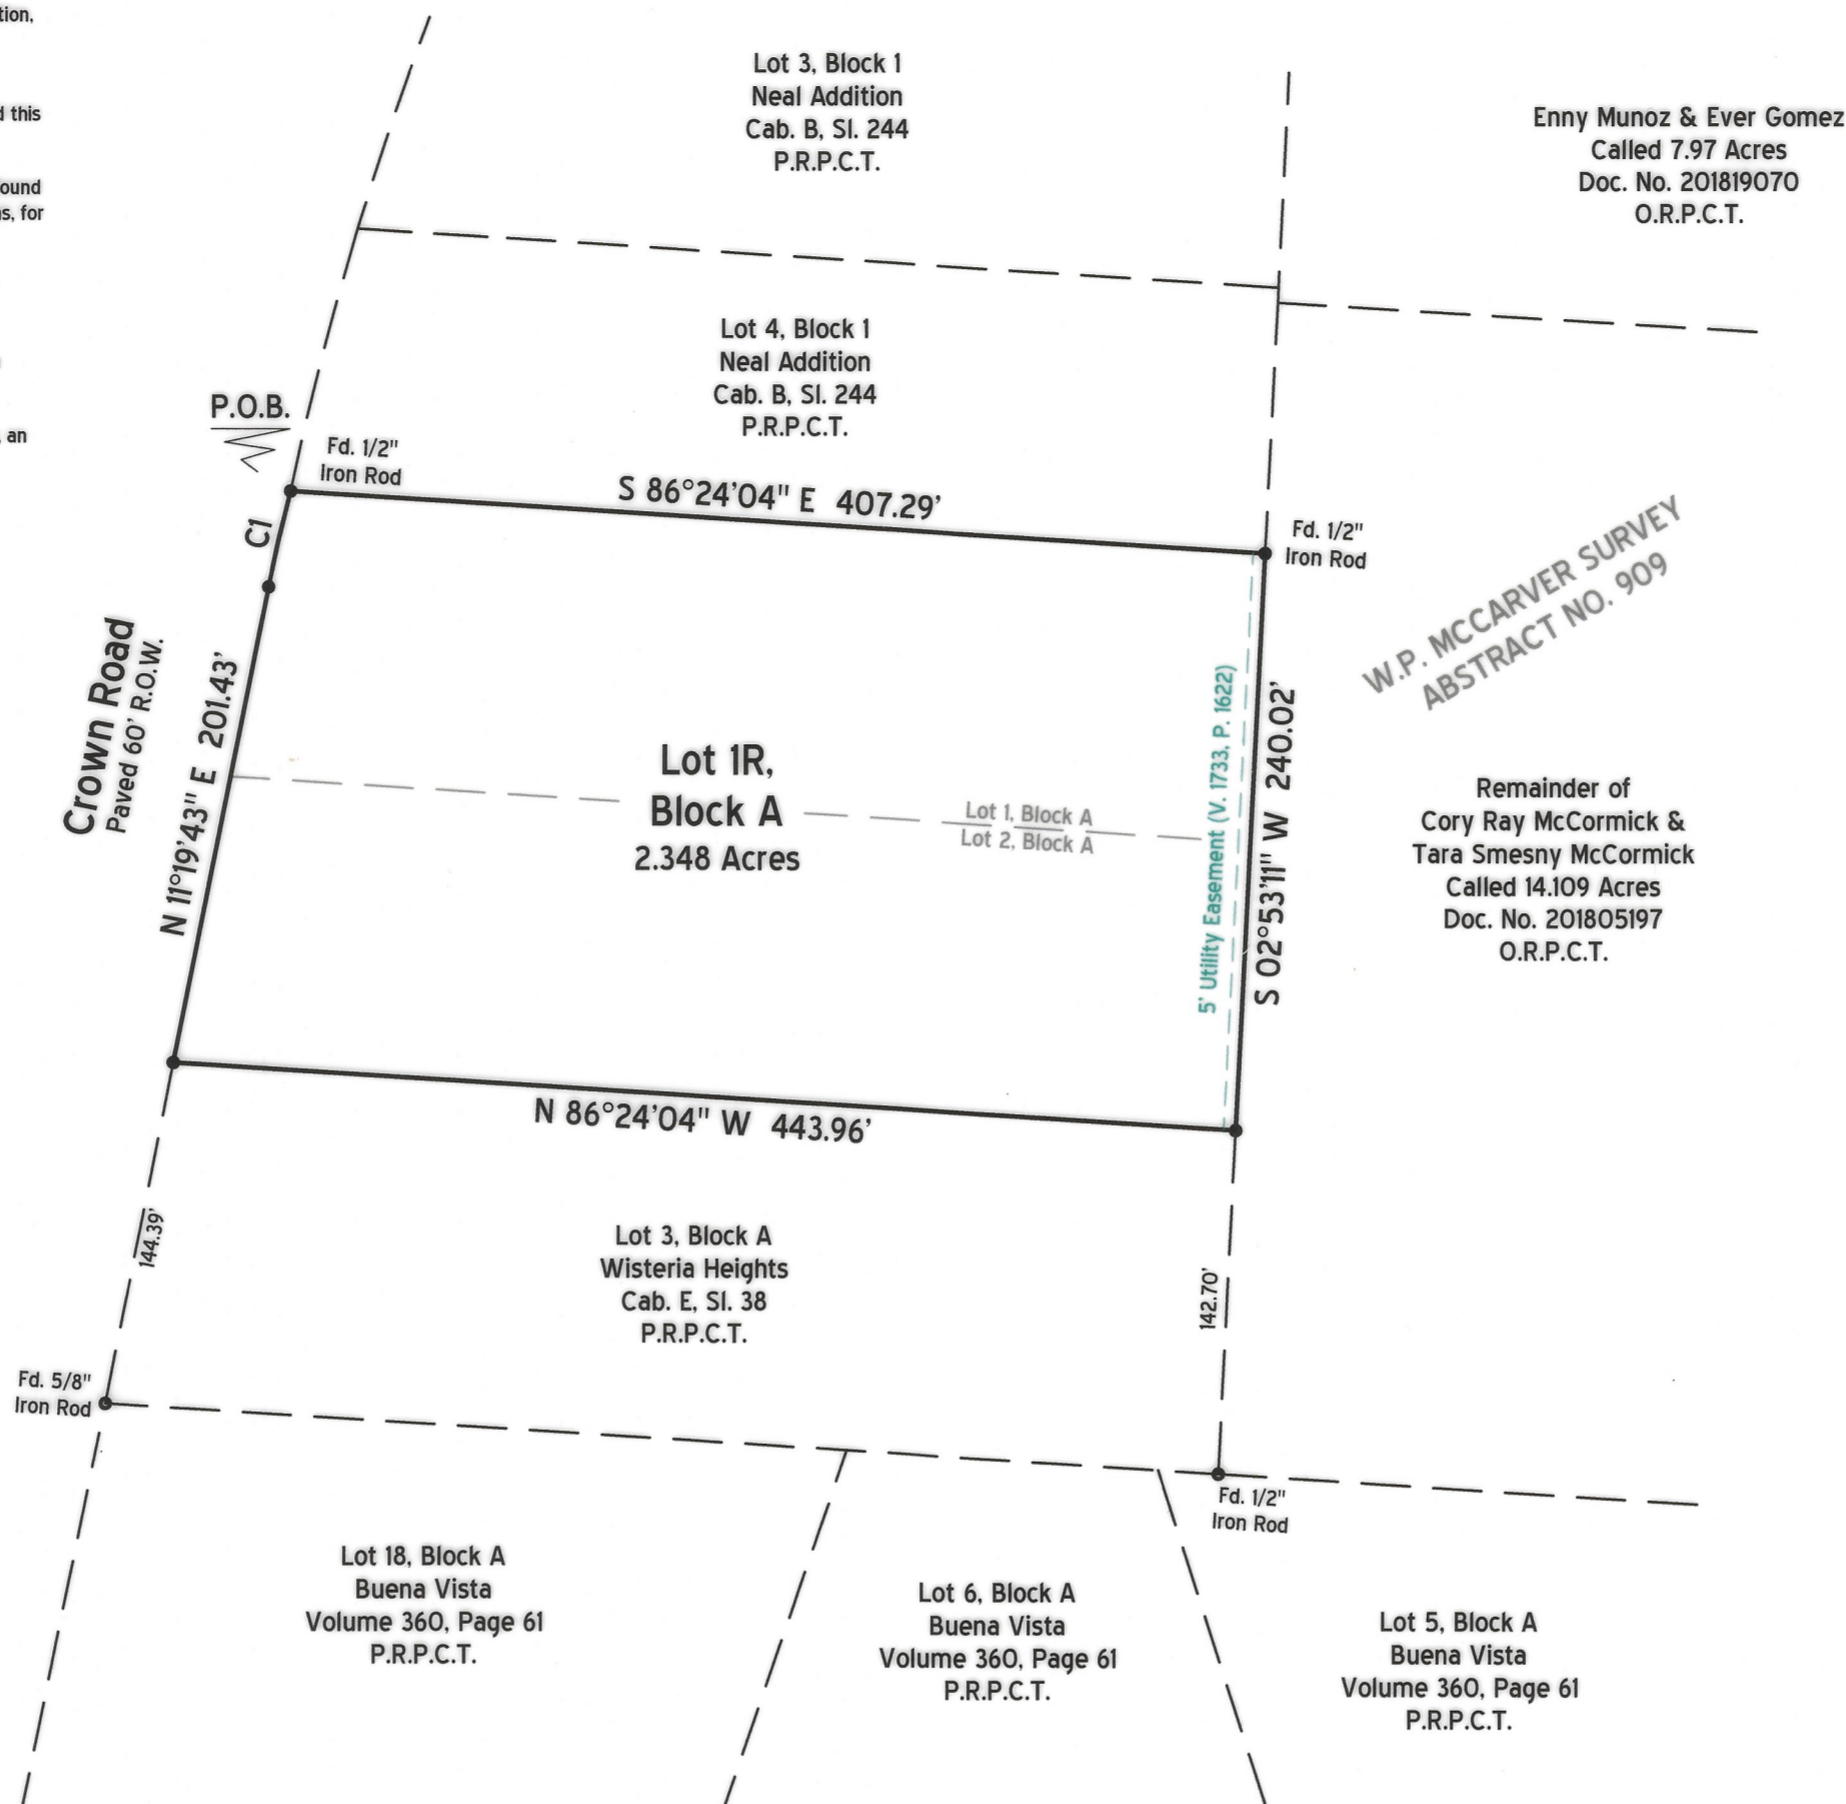 tion,
d this
ound
s, for
, an
Lot 3, Block 1
Neal Addition
Cab. B, Sl. 244
P.R.P.C.T.
Enny Munoz & Ever Gomez
Called 7.97 Acres
Doc. No. 201819070
O.R.P.C.T.
Lot 4, Block 1
Neal Addition
Cab. B, Sl. 244
P.R.P.C.T.
P.O.B.
Fd. 1/2"
Iron Rod
S 86°24'04" E 407.29'
Fd. 1/2"
Iron Rod
C1
W.P. MCCARVER SURVEY
ABSTRACT NO. 909
Crown Road
Paved 60' R.O.W.
N 11°19'43" E 201.43'
Lot 1R,
Block A
2.348 Acres
Lot 1, Block A
Lot 2, Block A
5' Utility Easement (V. 1733, P. 1622)
S 02°53'11" W 240.02'
Remainder of
Cory Ray McCormick &
Tara Smesny McCormick
Called 14.109 Acres
Doc. No. 201805197
O.R.P.C.T.
N 86°24'04" W 443.96'
144.39'
Lot 3, Block A
Wisteria Heights
Cab. E, Sl. 38
P.R.P.C.T.
142.70'
Fd. 5/8"
Iron Rod
Fd. 1/2"
Iron Rod
Lot 18, Block A
Buena Vista
Volume 360, Page 61
P.R.P.C.T.
Lot 6, Block A
Buena Vista
Volume 360, Page 61
P.R.P.C.T.
Lot 5, Block A
Buena Vista
Volume 360, Page 61
P.R.P.C.T.